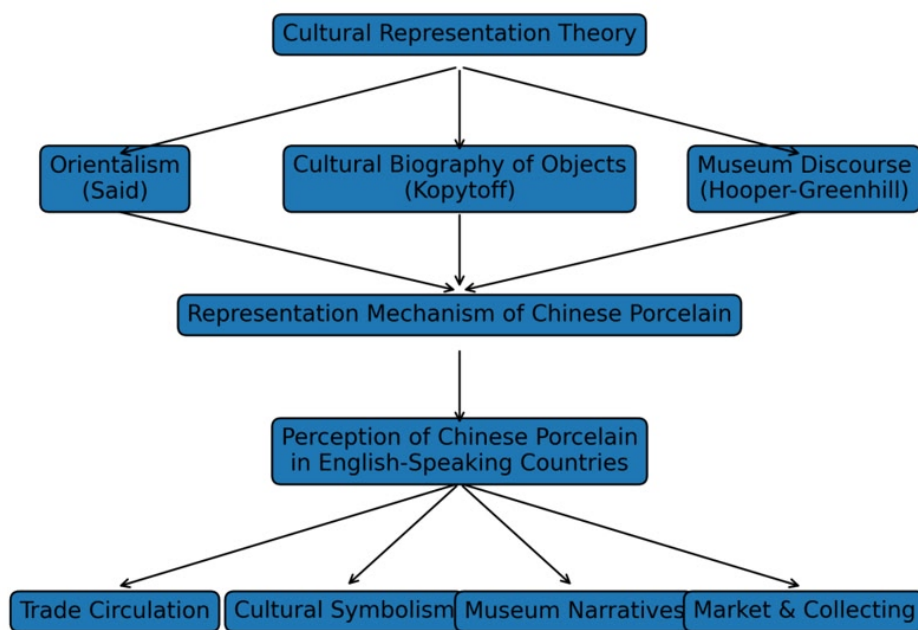 Cultural Representation Theory
Orientalism
(Said)
Cultural Biography of Objects
(Kopytoff)
Museum Discourse
(Hooper-Greenhill)
Representation Mechanism of Chinese Porcelain
Perception of Chinese Porcelain
in English-Speaking Countries
Trade Circulation
Cultural Symbolism
Museum Narratives
Market & Collecting